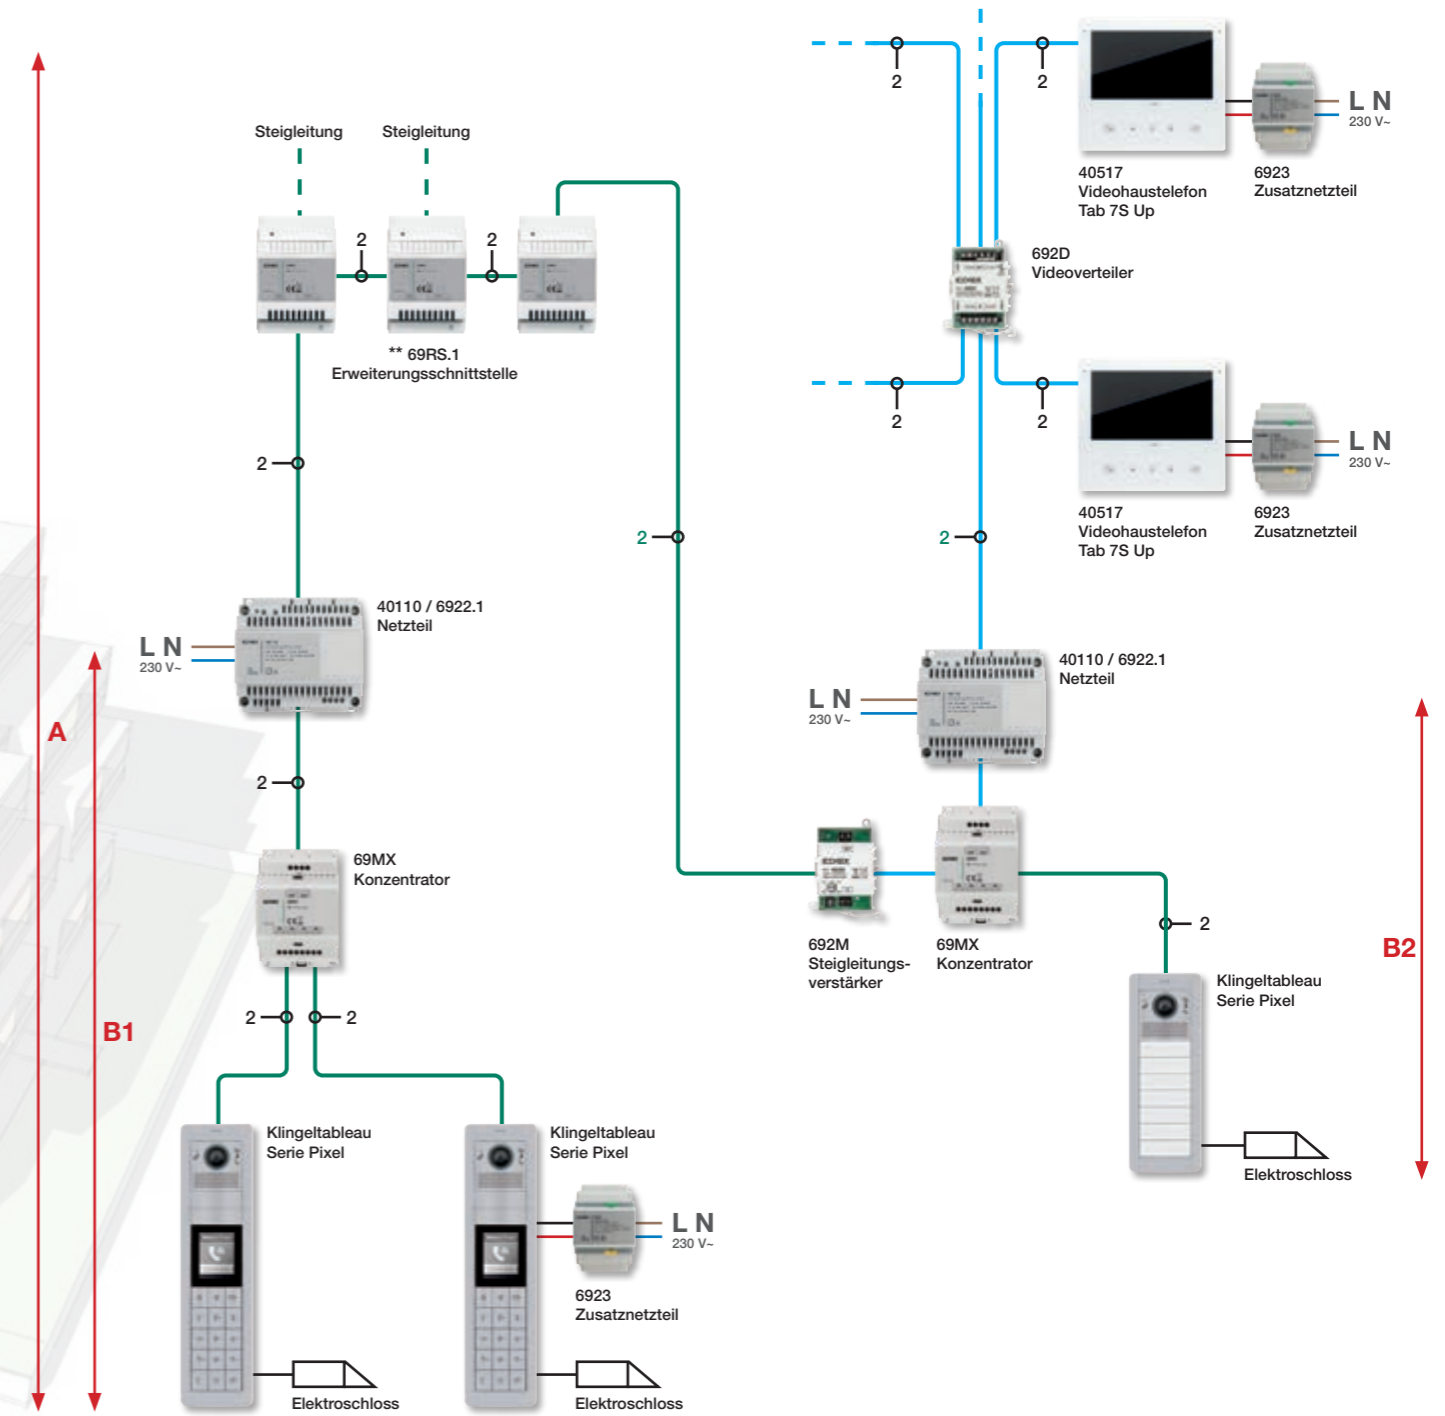 2
2
L N
230 V~
40517
Videohaustelefon
Tab 7S Up
6923
Zusatznetzteil
Steigleitung
Steigleitung
2
2
692D
Videoverteiler
** 69RS.1
Erweiterungsschnittstelle
2
2
L N
230 V~
40517
Videohaustelefon
Tab 7S Up
6923
Zusatznetzteil
2
2
2
40110 / 6922.1
Netzteil
L N
230 V~
40110 / 6922.1
Netzteil
L N
230 V~
A
2
69MX
Konzentrator
692M
Steigleitungs-
verstärker
69MX
Konzentrator
2
B2
Klingeltableau
Serie Pixel
2
2
B1
Klingeltableau
Serie Pixel
Klingeltableau
Serie Pixel
Elektroschloss
L N
230 V~
6923
Zusatznetzteil
Elektroschloss
Elektroschloss